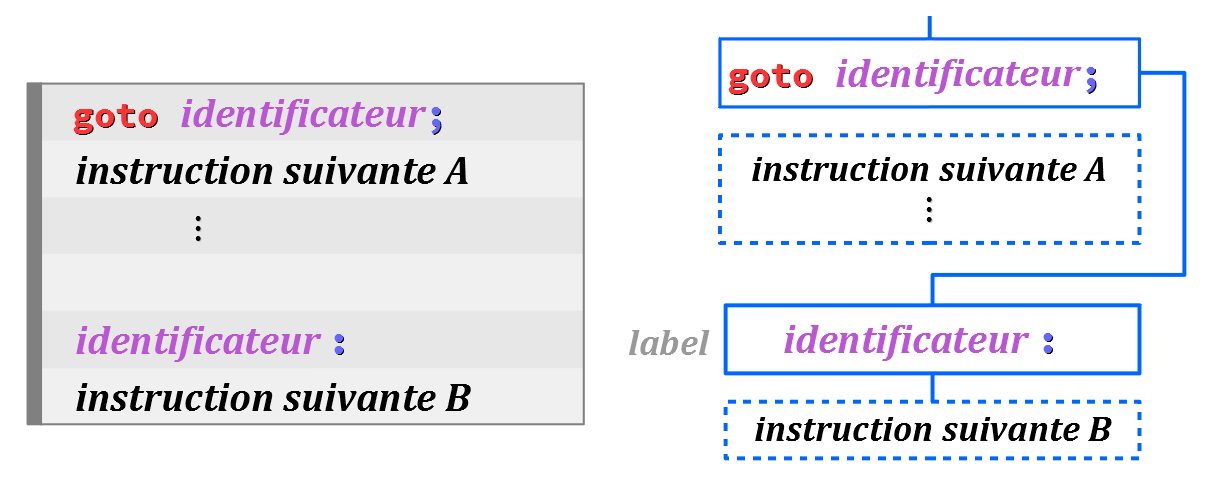 goto identificateur;
instruction suivante A
⋮
identificateur :
instruction suivante B
goto identificateur;
instruction suivante A
⋮
label
identificateur :
instruction suivante B